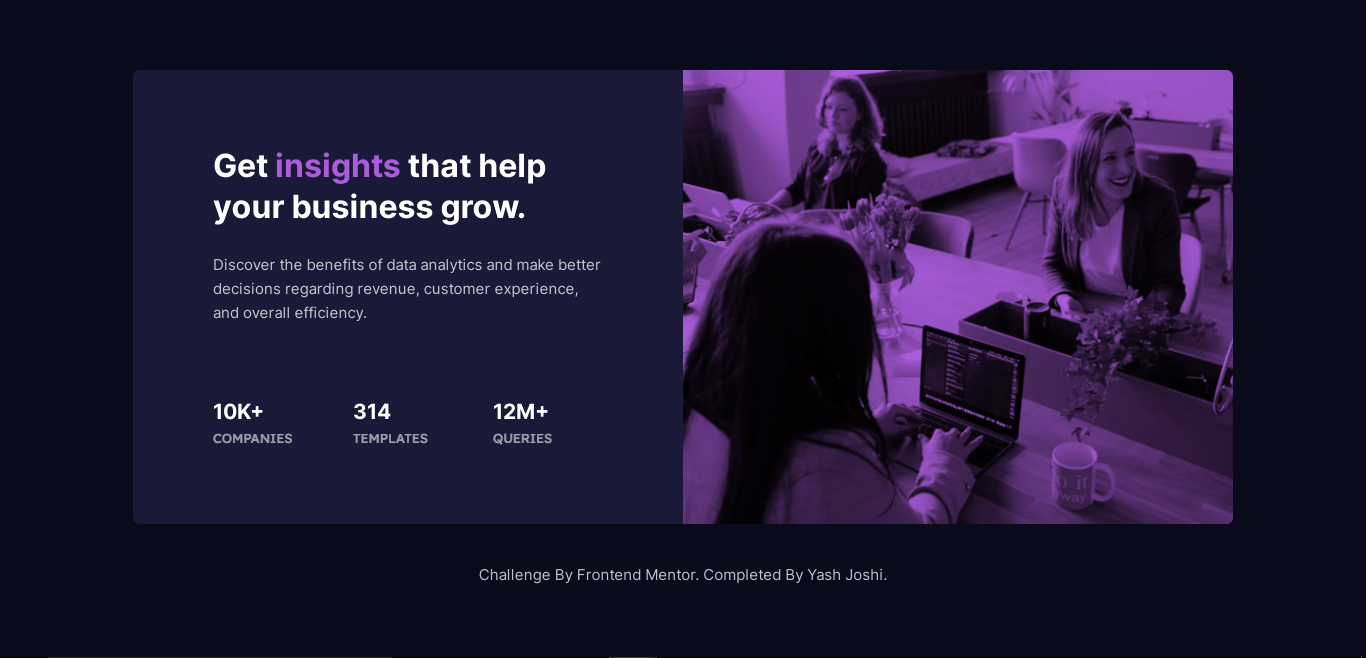 Get insights that help
your business grow.
Discover the benefits of data analytics and make better
decisions regarding revenue, customer experience,
and overall efficiency.
10K+
COMPANIES
314
TEMPLATES
12M+
QUERIES
Challenge By Frontend Mentor. Completed By Yash Joshi.